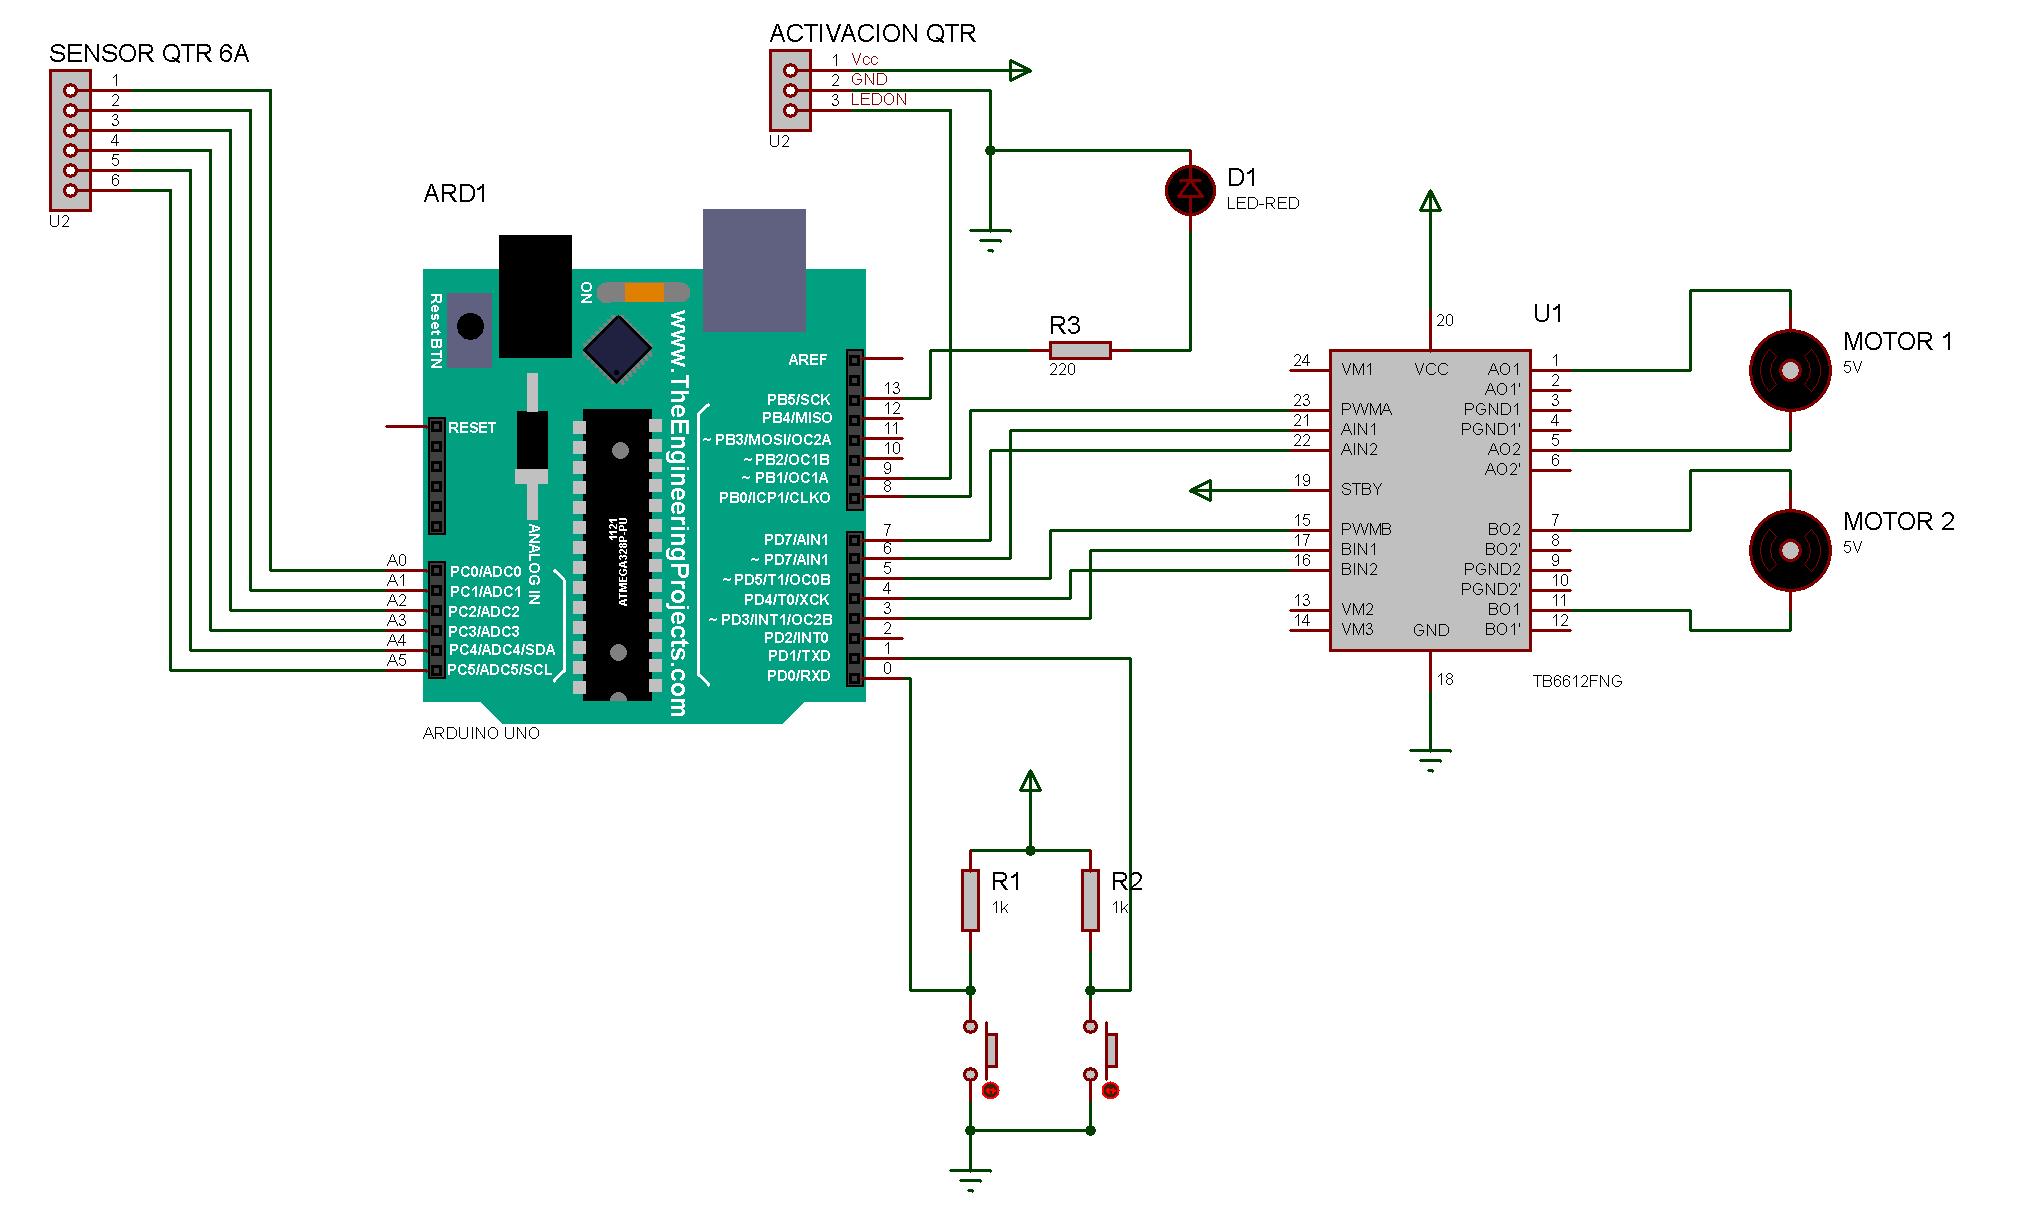 SENSOR QTR 6A
1
2
3
4
5
6
U2
ACTIVACION QTR
1 Vcc
2 GND
3 LEDON
U2
D1
LED-RED
R3
220
ARD1
Reset BTN
ON
www.TheEngineeringProjects.com
AREF
PB5/SCK 13
PB4/MISO 12
~ PB3/MOSI/OC2A 11
~ PB2/OC1B 10
~ PB1/OC1A 9
PB0/ICP1/CLKO 8
RESET
ANALOG IN
1121
ATMEGA328P-PU
PD7/AIN1 7
~ PD7/AIN1 6
~ PD5/T1/OC0B 5
PD4/T0/XCK 4
~ PD3/INT1/OC2B 3
PD2/INT0 2
PD1/TXD 1
PD0/RXD 0
A0 PC0/ADC0
A1 PC1/ADC1
A2 PC2/ADC2
A3 PC3/ADC3
A4 PC4/ADC4/SDA
A5 PC5/ADC5/SCL
ARDUINO UNO
U1
20
VCC
24 VM1
23 PWMA
21 AIN1
22 AIN2
19 STBY
15 PWMB
17 BIN1
16 BIN2
13 VM2
14 VM3
GND
18
AO1 1
AO1' 2
PGND1 3
PGND1' 4
AO2 5
AO2' 6
BO2 7
BO2' 8
PGND2 9
PGND2' 10
BO1 11
BO1' 12
TB6612FNG
MOTOR 1
5V
MOTOR 2
5V
R1
1k
R2
1k